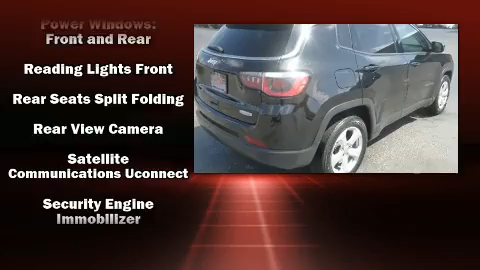 Power Windows:
Front and Rear
Reading Lights Front
Rear Seats Split Folding
Rear View Camera
Satellite
Communications Uconnect
Security Engine
Immobilizer